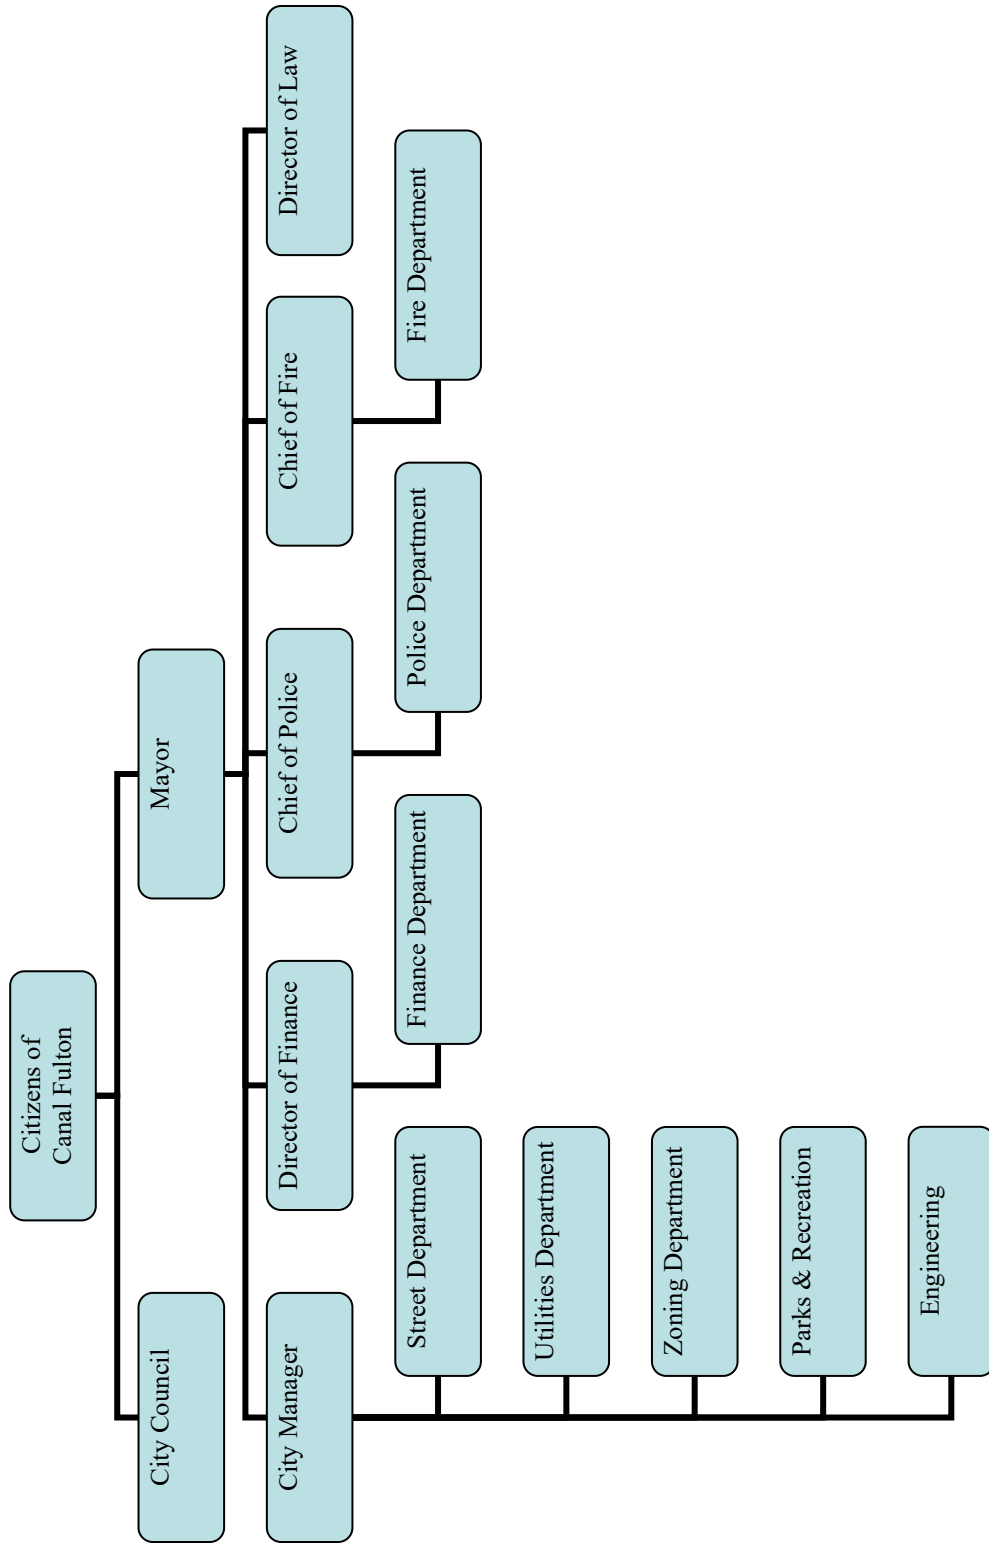 Citizens of
Canal Fulton
City Council
Mayor
City Manager
Director of Finance
Chief of Police
Chief of Fire
Director of Law
Street Department
Finance Department
Police Department
Fire Department
Utilities Department
Zoning Department
Parks & Recreation
Engineering